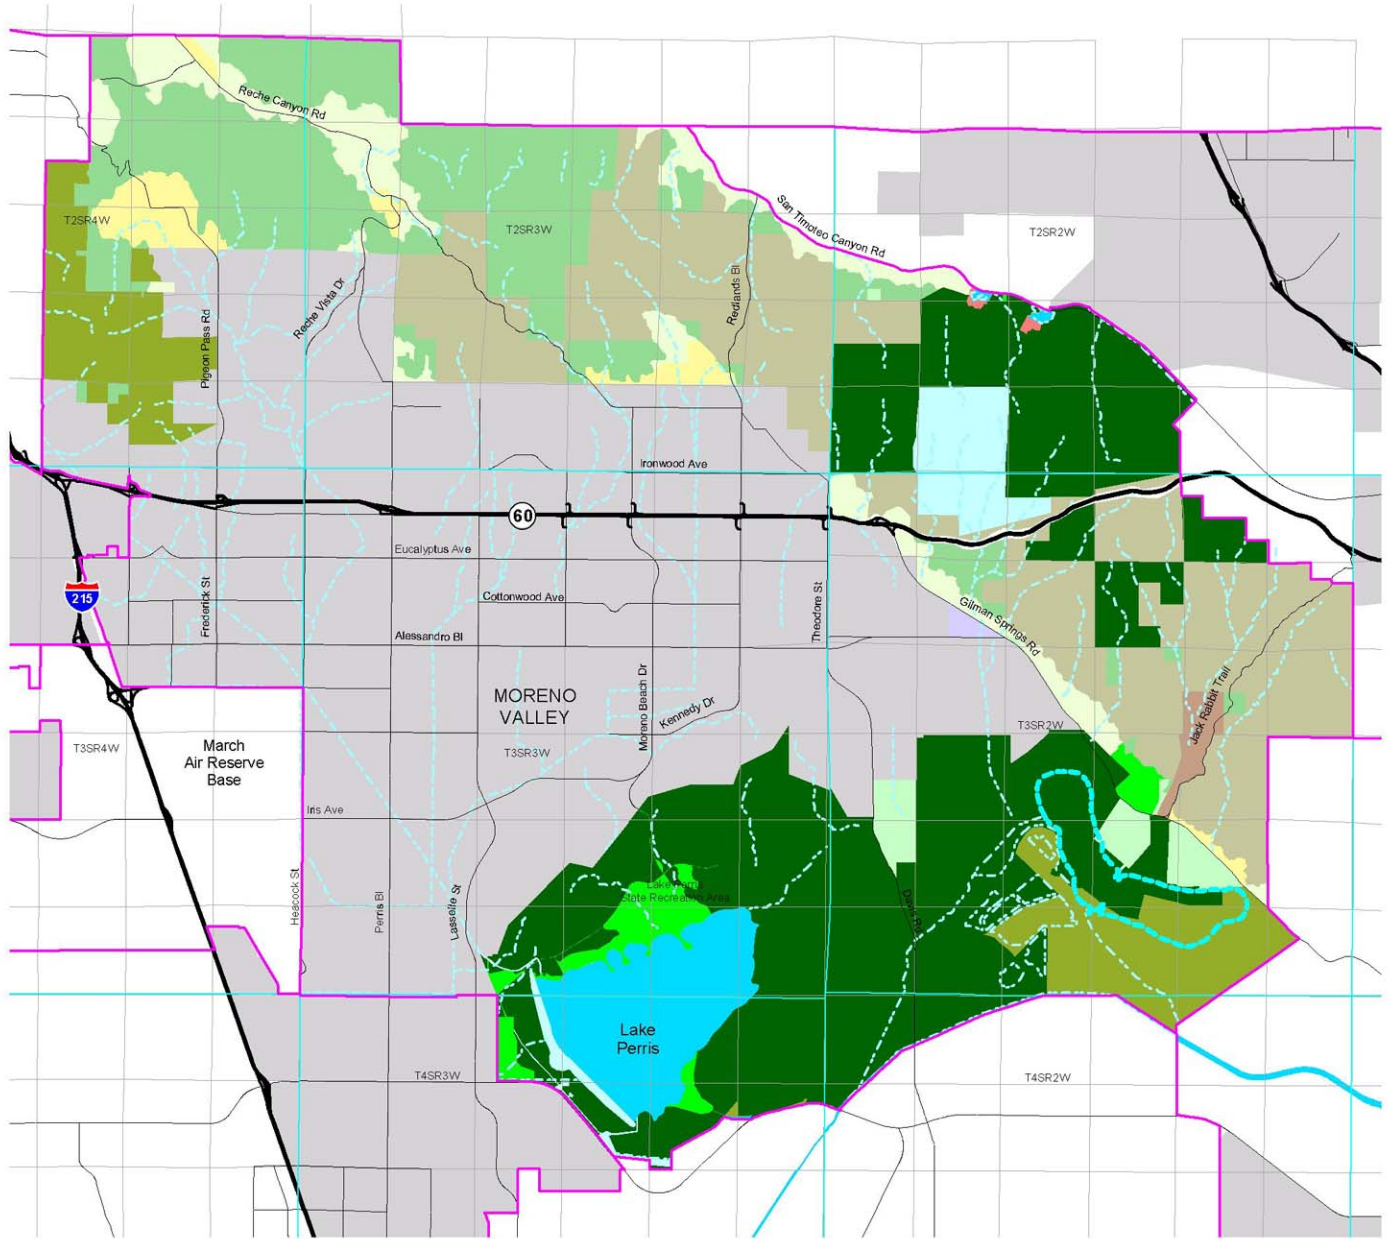 Reche Canyon Rd
T2SR4W
T2SR3W
San Timoteo Canyon Rd
T2SR2W
Reche Vista Dr
Redlands Bl
Pigeon Pass Rd
Ironwood Ave
60
Eucalyptus Ave
215
Frederick St
Cottonwood Ave
Theodore St
Gilman Springs Rd
Alessandro Bl
MORENO
VALLEY
Moreno Beach Dr
Kennedy Dr
Jack Rabbit Trail
T3SR4W
March
Air Reserve
Base
T3SR3W
T3SR2W
Iris Ave
Heacock St
Perris Bl
Lasselle St
Lake Perris
State Recreation Area
Davis Rd
Lake
Perris
T4SR3W
T4SR2W